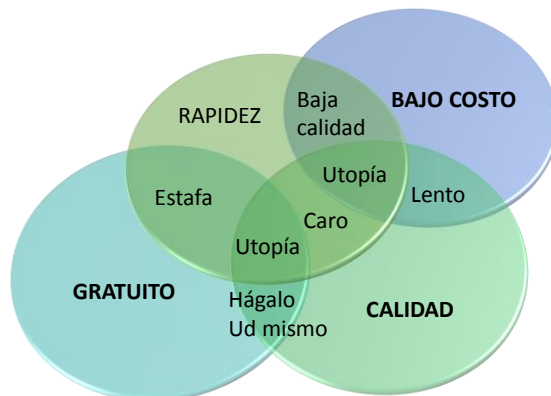 RAPIDEZ
Baja
calidad
BAJO COSTO
Estafa
Utopía
Lento
Caro
Utopía
GRATUITO
Hágalo
Ud mismo
CALIDAD